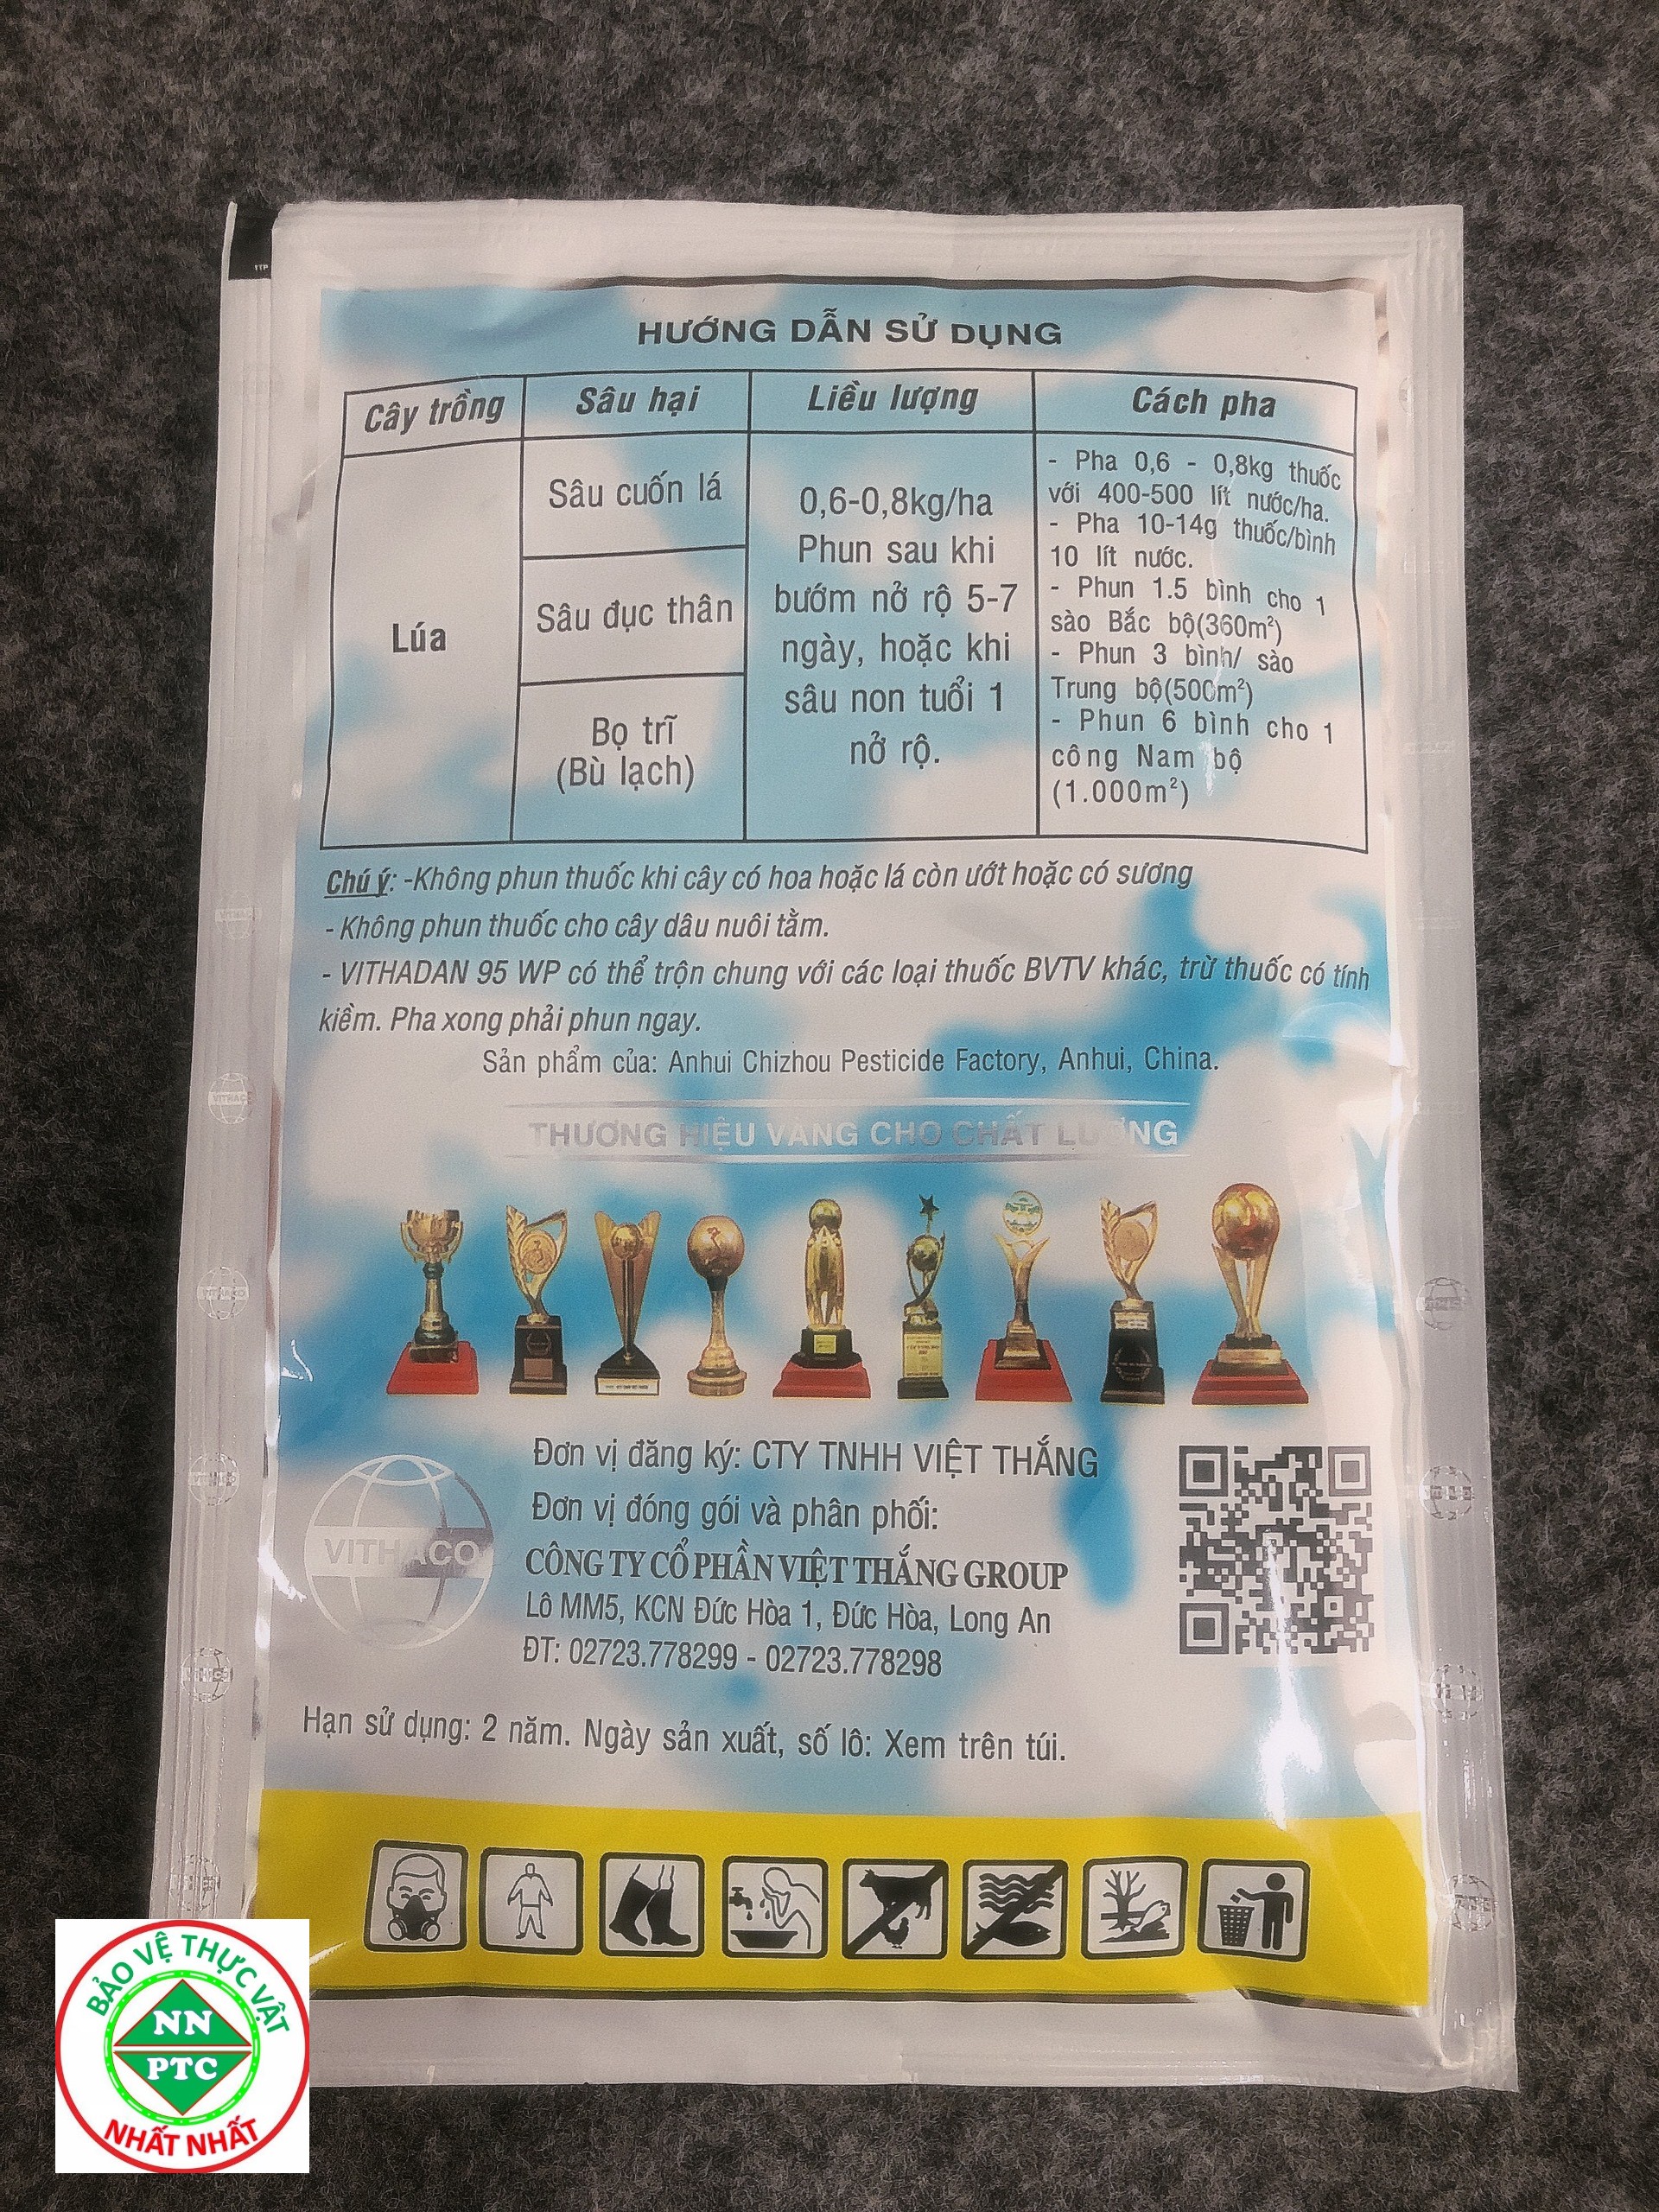 HƯỚNG DẪN SỬ DỤNG
Cây trồng Sâu hại Liều lượng Cách pha
Lúa
Sâu cuốn lá
Sâu đục thân
Bọ trĩ
(Bù lạch)
0,6-0,8kg/ha
Phun sau khi
bướm nở rộ 5-7
ngày, hoặc khi
sâu non tuổi 1
nở rộ.
- Pha 0,6 - 0,8kg thuốc
với 400-500 lít nước/ha.
- Pha 10-14g thuốc/bình
10 lít nước.
- Phun 1.5 bình cho 1
sào Bắc bộ(360m²)
- Phun 3 bình/ sào
Trung bộ(500m²)
- Phun 6 bình cho 1
công Nam bộ
(1.000m²)
Chú ý: -Không phun thuốc khi cây có hoa hoặc lá còn ướt hoặc có sương
- Không phun thuốc cho cây dâu nuôi tằm.
- VITHADAN 95 WP có thể trộn chung với các loại thuốc BVTV khác, trừ thuốc có tính
kiềm. Pha xong phải phun ngay.
Sản phẩm của: Anhui Chizhou Pesticide Factory, Anhui, China.
THƯƠNG HIỆU VÀNG CHO CHẤT LƯỢNG
VITHACO
Đơn vị đăng ký: CTY TNHH VIỆT THẮNG
Đơn vị đóng gói và phân phối:
CÔNG TY CỔ PHẦN VIỆT THẮNG GROUP
Lô MM5, KCN Đức Hòa 1, Đức Hòa, Long An
ĐT: 02723.778299 - 02723.778298
Hạn sử dụng: 2 năm. Ngày sản xuất, số lô: Xem trên túi.
BẢO VỆ THỰC VẬT
NN
PTC
NHẤT NHẤT